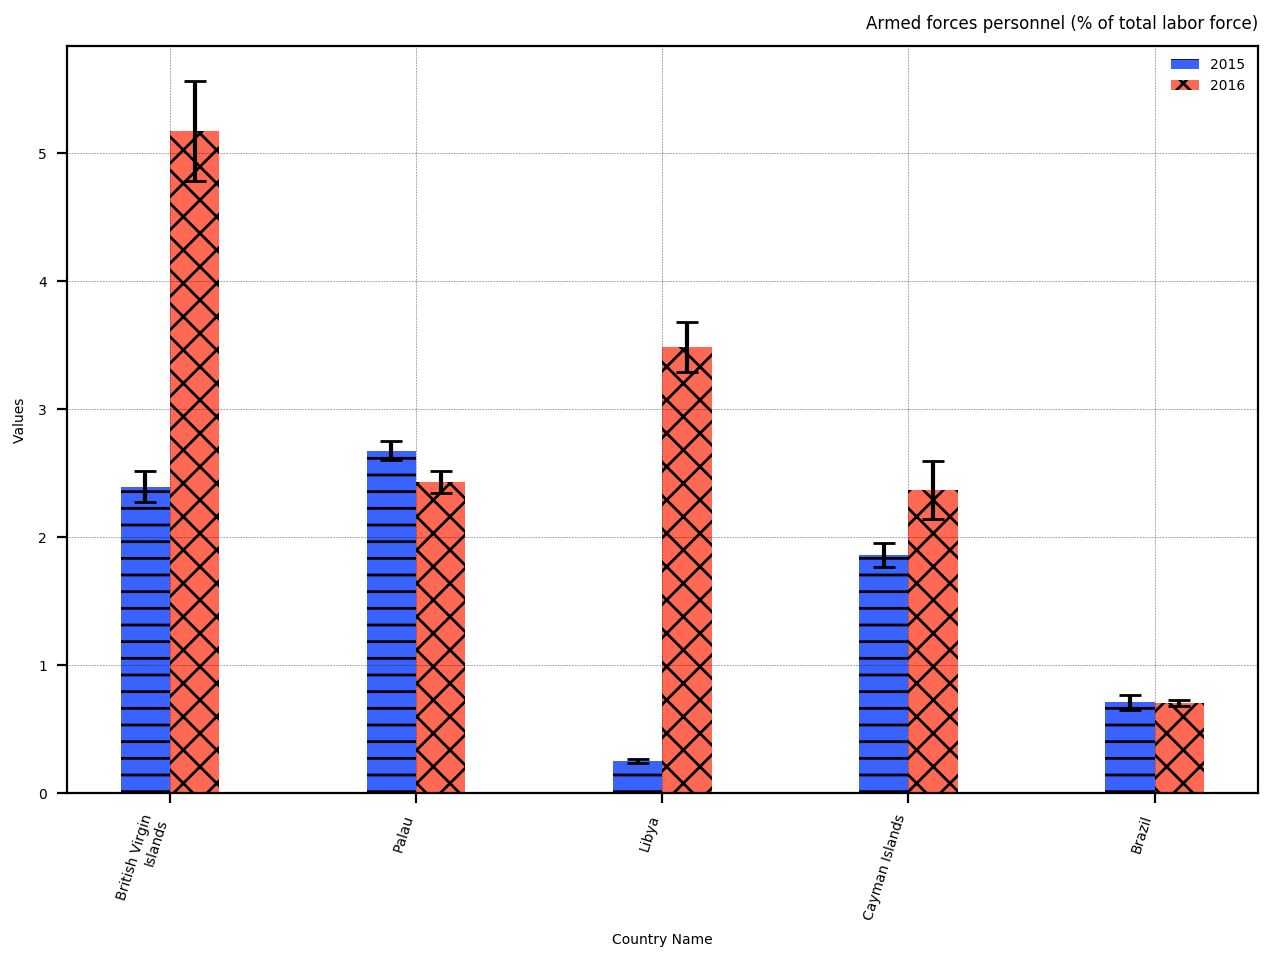 Armed forces personnel (% of total labor force)
2015
2016
5
4
3
2
1
0
Values
British Virgin
Islands
Palau
Libya
Cayman Islands
Brazil
Country Name